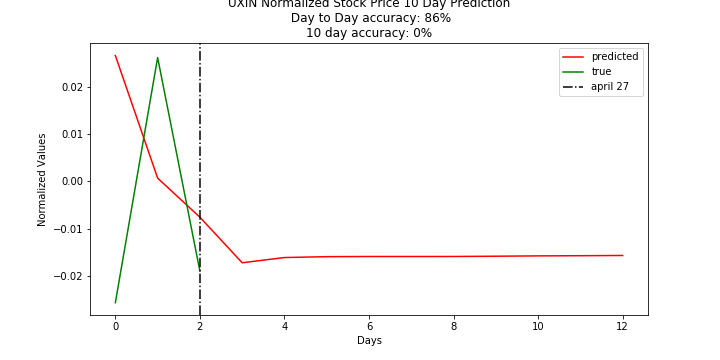 UXIN Normalized Stock Price 10 Day Prediction
Day to Day accuracy: 86%
10 day accuracy: 0%
predicted
true
april 27
Normalized Values
0.02
0.01
0.00
−0.01
−0.02
0 2 4 6 8 10 12
Days